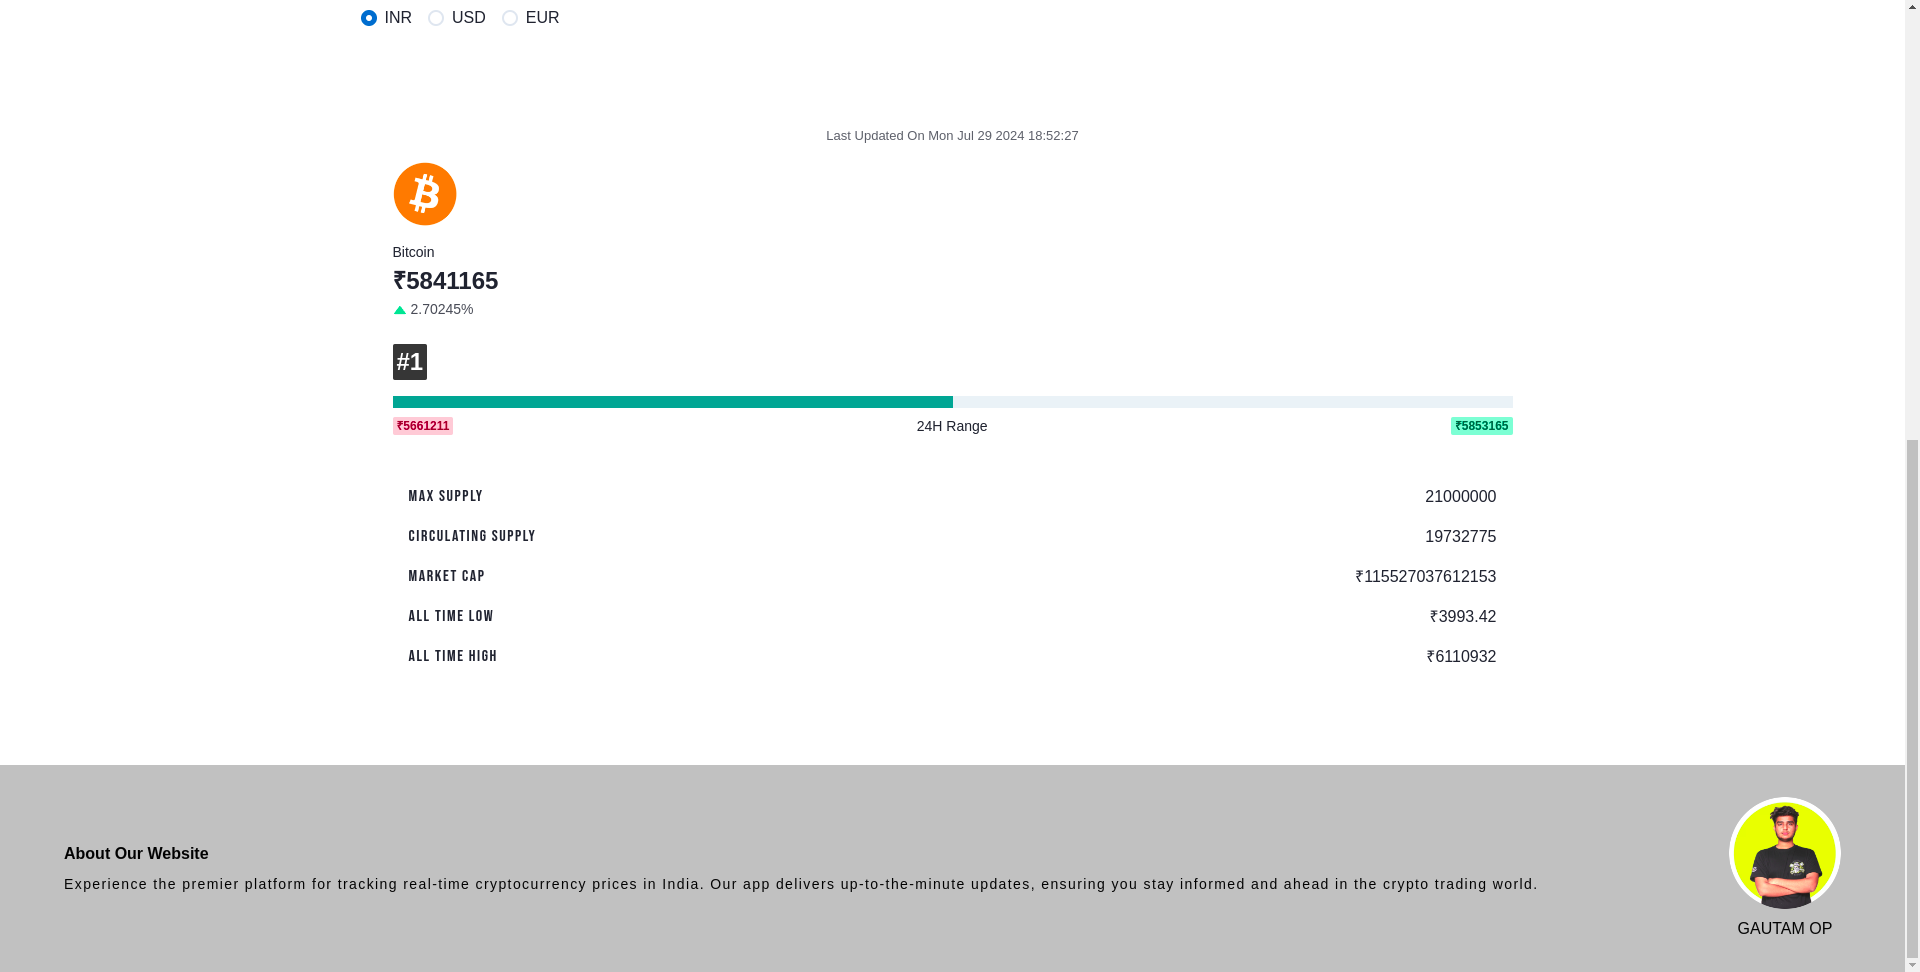 INR USD EUR
Last Updated On Mon Jul 29 2024 18:52:27
Bitcoin
₹5841165
2.70245%
#1
₹5661211 24H Range ₹5853165
MAX SUPPLY 21000000
CIRCULATING SUPPLY 19732775
MARKET CAP ₹115527037612153
ALL TIME LOW ₹3993.42
ALL TIME HIGH ₹6110932
About Our Website
Experience the premier platform for tracking real-time cryptocurrency prices in India. Our app delivers up-to-the-minute updates, ensuring you stay informed and ahead in the crypto trading world.
GAUTAM OP